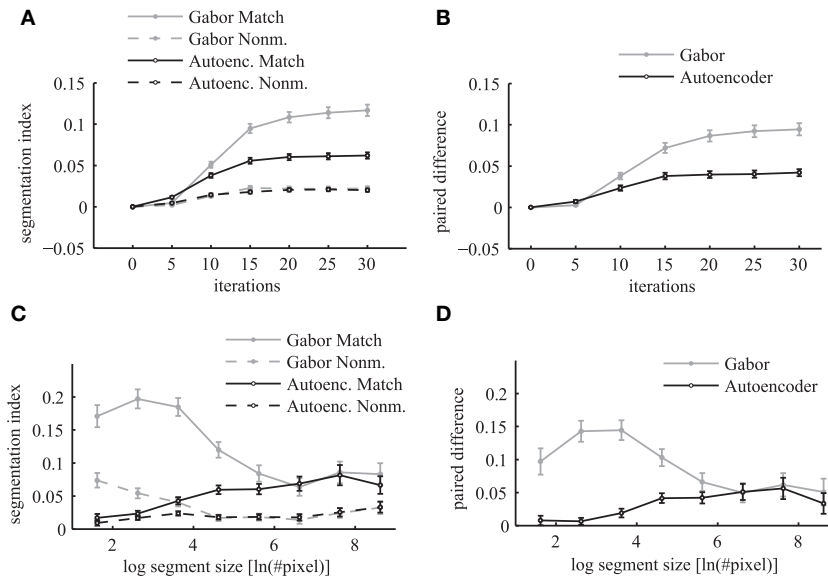 A
Gabor Match
Gabor Nonm.
Autoenc. Match
Autoenc. Nonm.
segmentation index
0.15
0.1
0.05
0
−0.05
0 5 10 15 20 25 30
iterations
B
Gabor
Autoencoder
paired difference
0.15
0.1
0.05
0
−0.05
0 5 10 15 20 25 30
iterations
C
Gabor Match
Gabor Nonm.
Autoenc. Match
Autoenc. Nonm.
segmentation index
0.2
0.15
0.1
0.05
0
2 4 6 8
log segment size [ln(#pixel)]
D
Gabor
Autoencoder
paired difference
0.2
0.15
0.1
0.05
0
2 4 6 8
log segment size [ln(#pixel)]